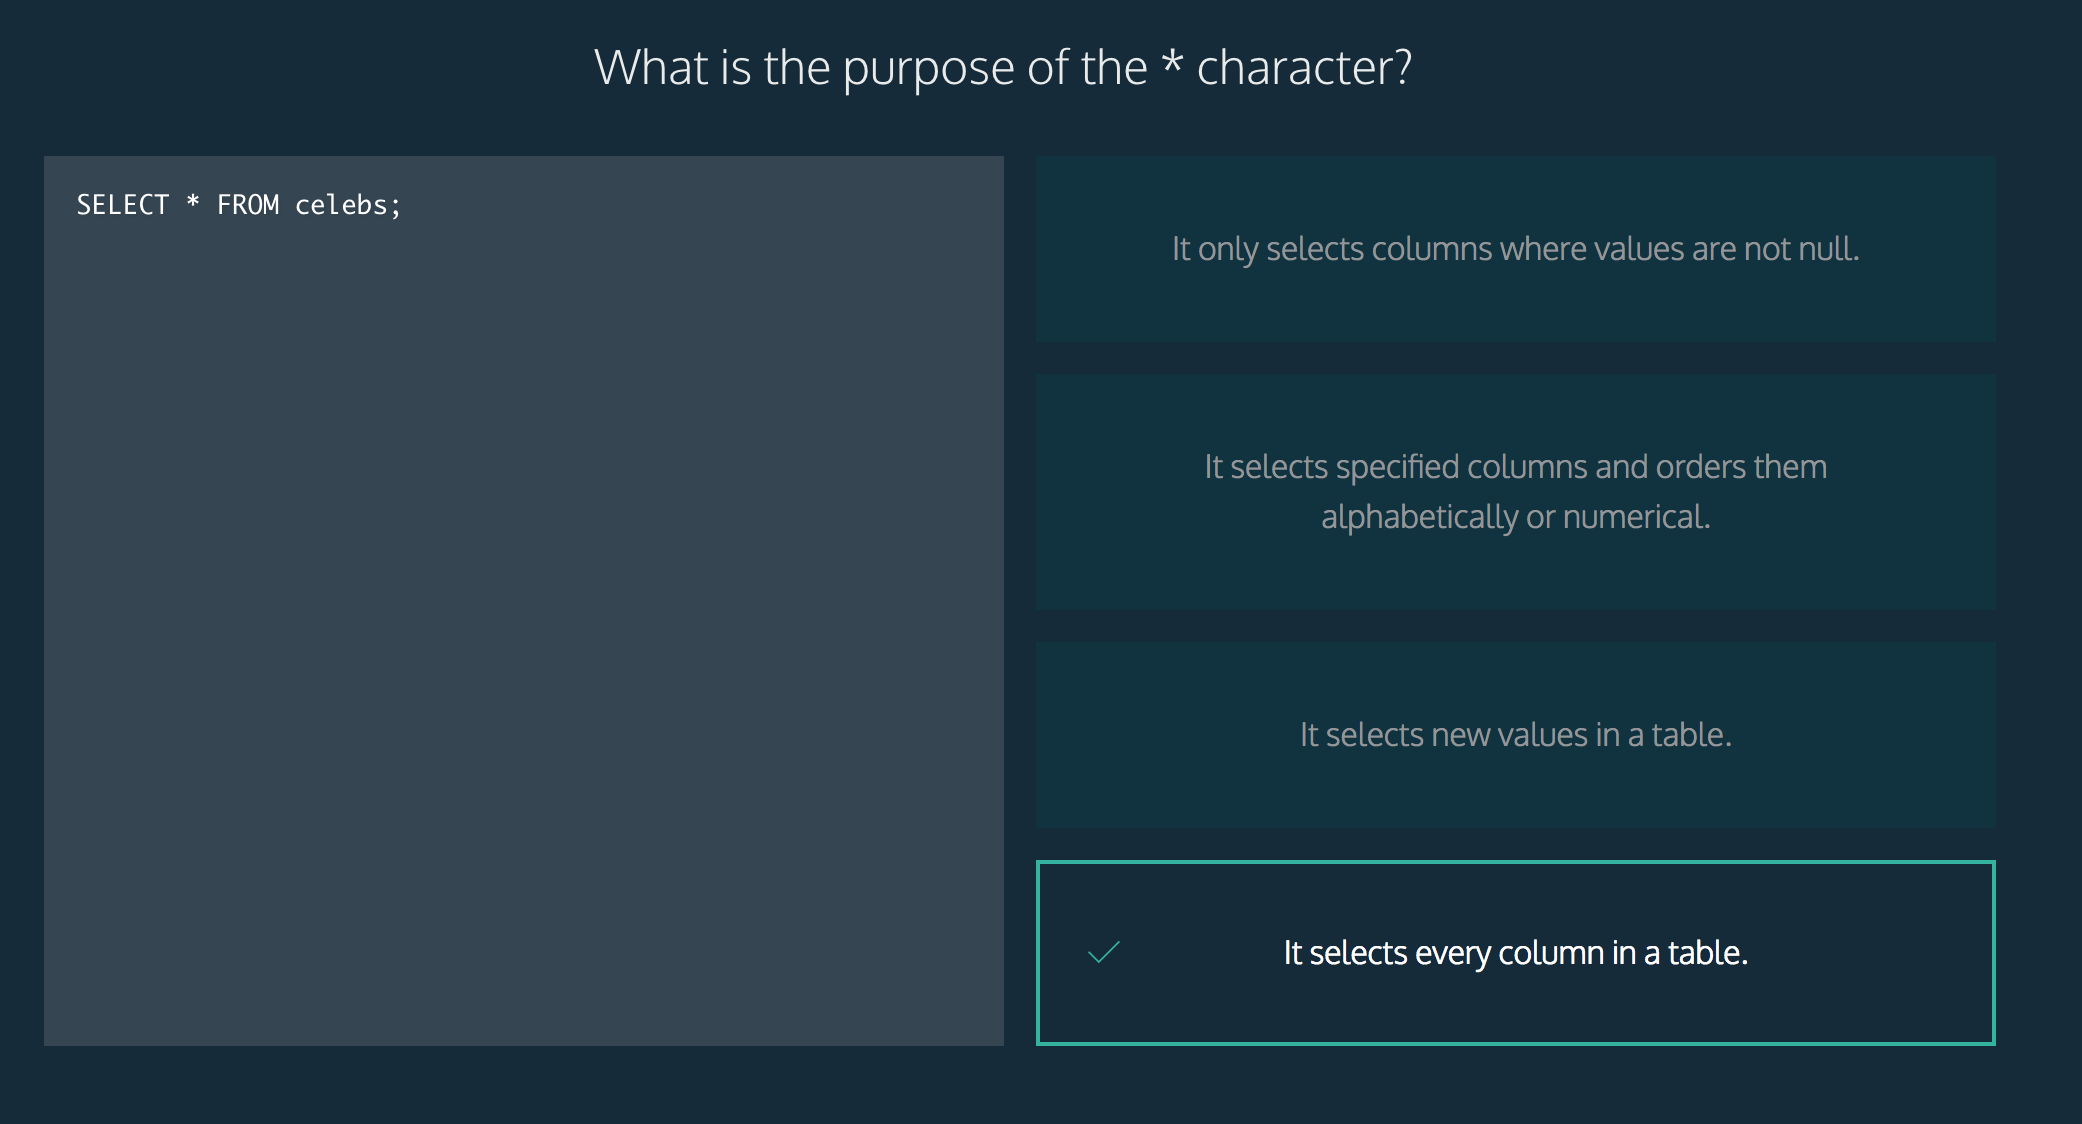 What is the purpose of the * character?
SELECT * FROM celebs;
It only selects columns where values are not null.
It selects specified columns and orders them
alphabetically or numerical.
It selects new values in a table.
It selects every column in a table.